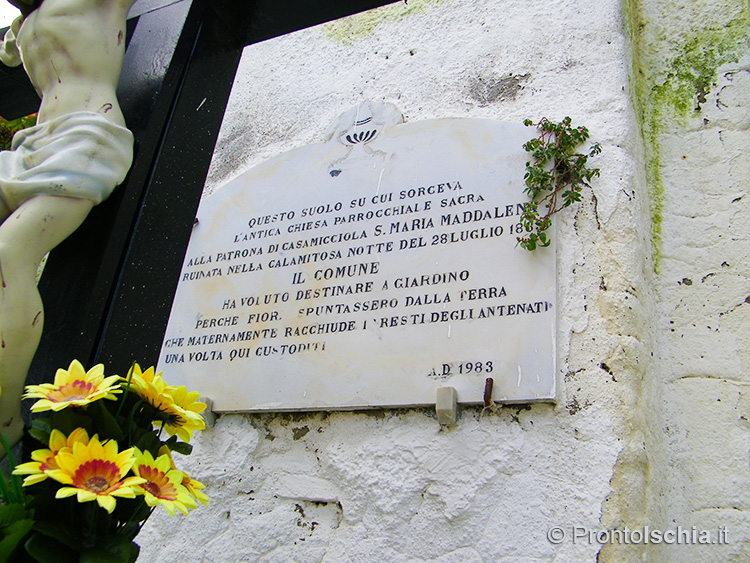 QUESTO SUOLO SU CUI SORGEVA
L'ANTICA CHIESA PARROCCHIALE SACRA
ALLA PATRONA DI CASAMICCIOLA S. MARIA MADDALEN
RUINATA NELLA CALAMITOSA NOTTE DEL 28 LUGLIO 18
IL COMUNE
HA VOLUTO DESTINARE A GIARDINO
PERCHE FIOR SPUNTASSERO DALLA TERRA
CHE MATERNAMENTE RACCHIUDE I RESTI DEGLI ANTENATI
UNA VOLTA QUI CUSTODITI
A.D. 1983
© ProntoIschia.it